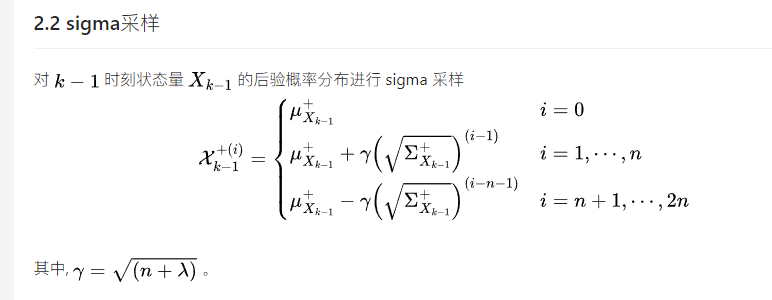 2.2 sigma采样
对 $k-1$ 时刻状态量 $X_{k-1}$ 的后验概率分布进行 sigma 采样
$\mathcal{X}_{k-1}^{+(i)} = \begin{cases} \mu_{X_{k-1}}^{+} & i = 0 \\ \mu_{X_{k-1}}^{+} + \gamma \left( \sqrt{\Sigma_{X_{k-1}}^{+}} \right)^{(i-1)} & i = 1, \cdots, n \\ \mu_{X_{k-1}}^{+} - \gamma \left( \sqrt{\Sigma_{X_{k-1}}^{+}} \right)^{(i-n-1)} & i = n+1, \cdots, 2n \end{cases}$
其中, $\gamma = \sqrt{(n+\lambda)}$ 。